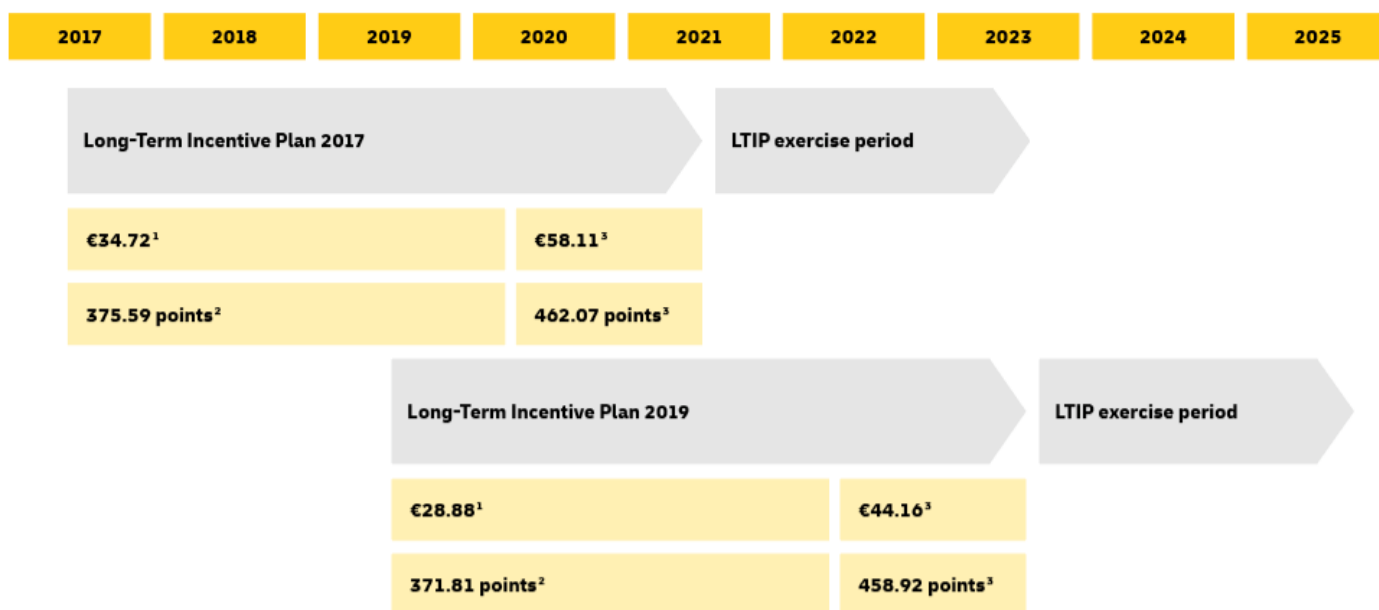 2017 2018 2019 2020 2021 2022 2023 2024 2025
Long-Term Incentive Plan 2017 LTIP exercise period
€34.72¹ €58.11³
375.59 points² 462.07 points³
Long-Term Incentive Plan 2019 LTIP exercise period
€28.88¹ €44.16³
371.81 points² 458.92 points³